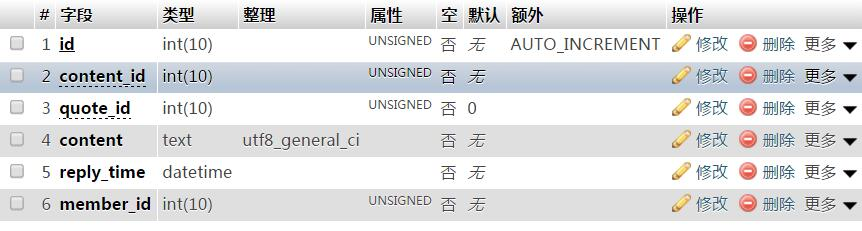 # 字段 类型 整理 属性 空 默认 额外 操作
1 id int(10) UNSIGNED 否 无 AUTO_INCREMENT 修改 删除 更多
2 content_id int(10) UNSIGNED 否 无 修改 删除 更多
3 quote_id int(10) UNSIGNED 否 0 修改 删除 更多
4 content text utf8_general_ci 否 无 修改 删除 更多
5 reply_time datetime 否 无 修改 删除 更多
6 member_id int(10) UNSIGNED 否 无 修改 删除 更多